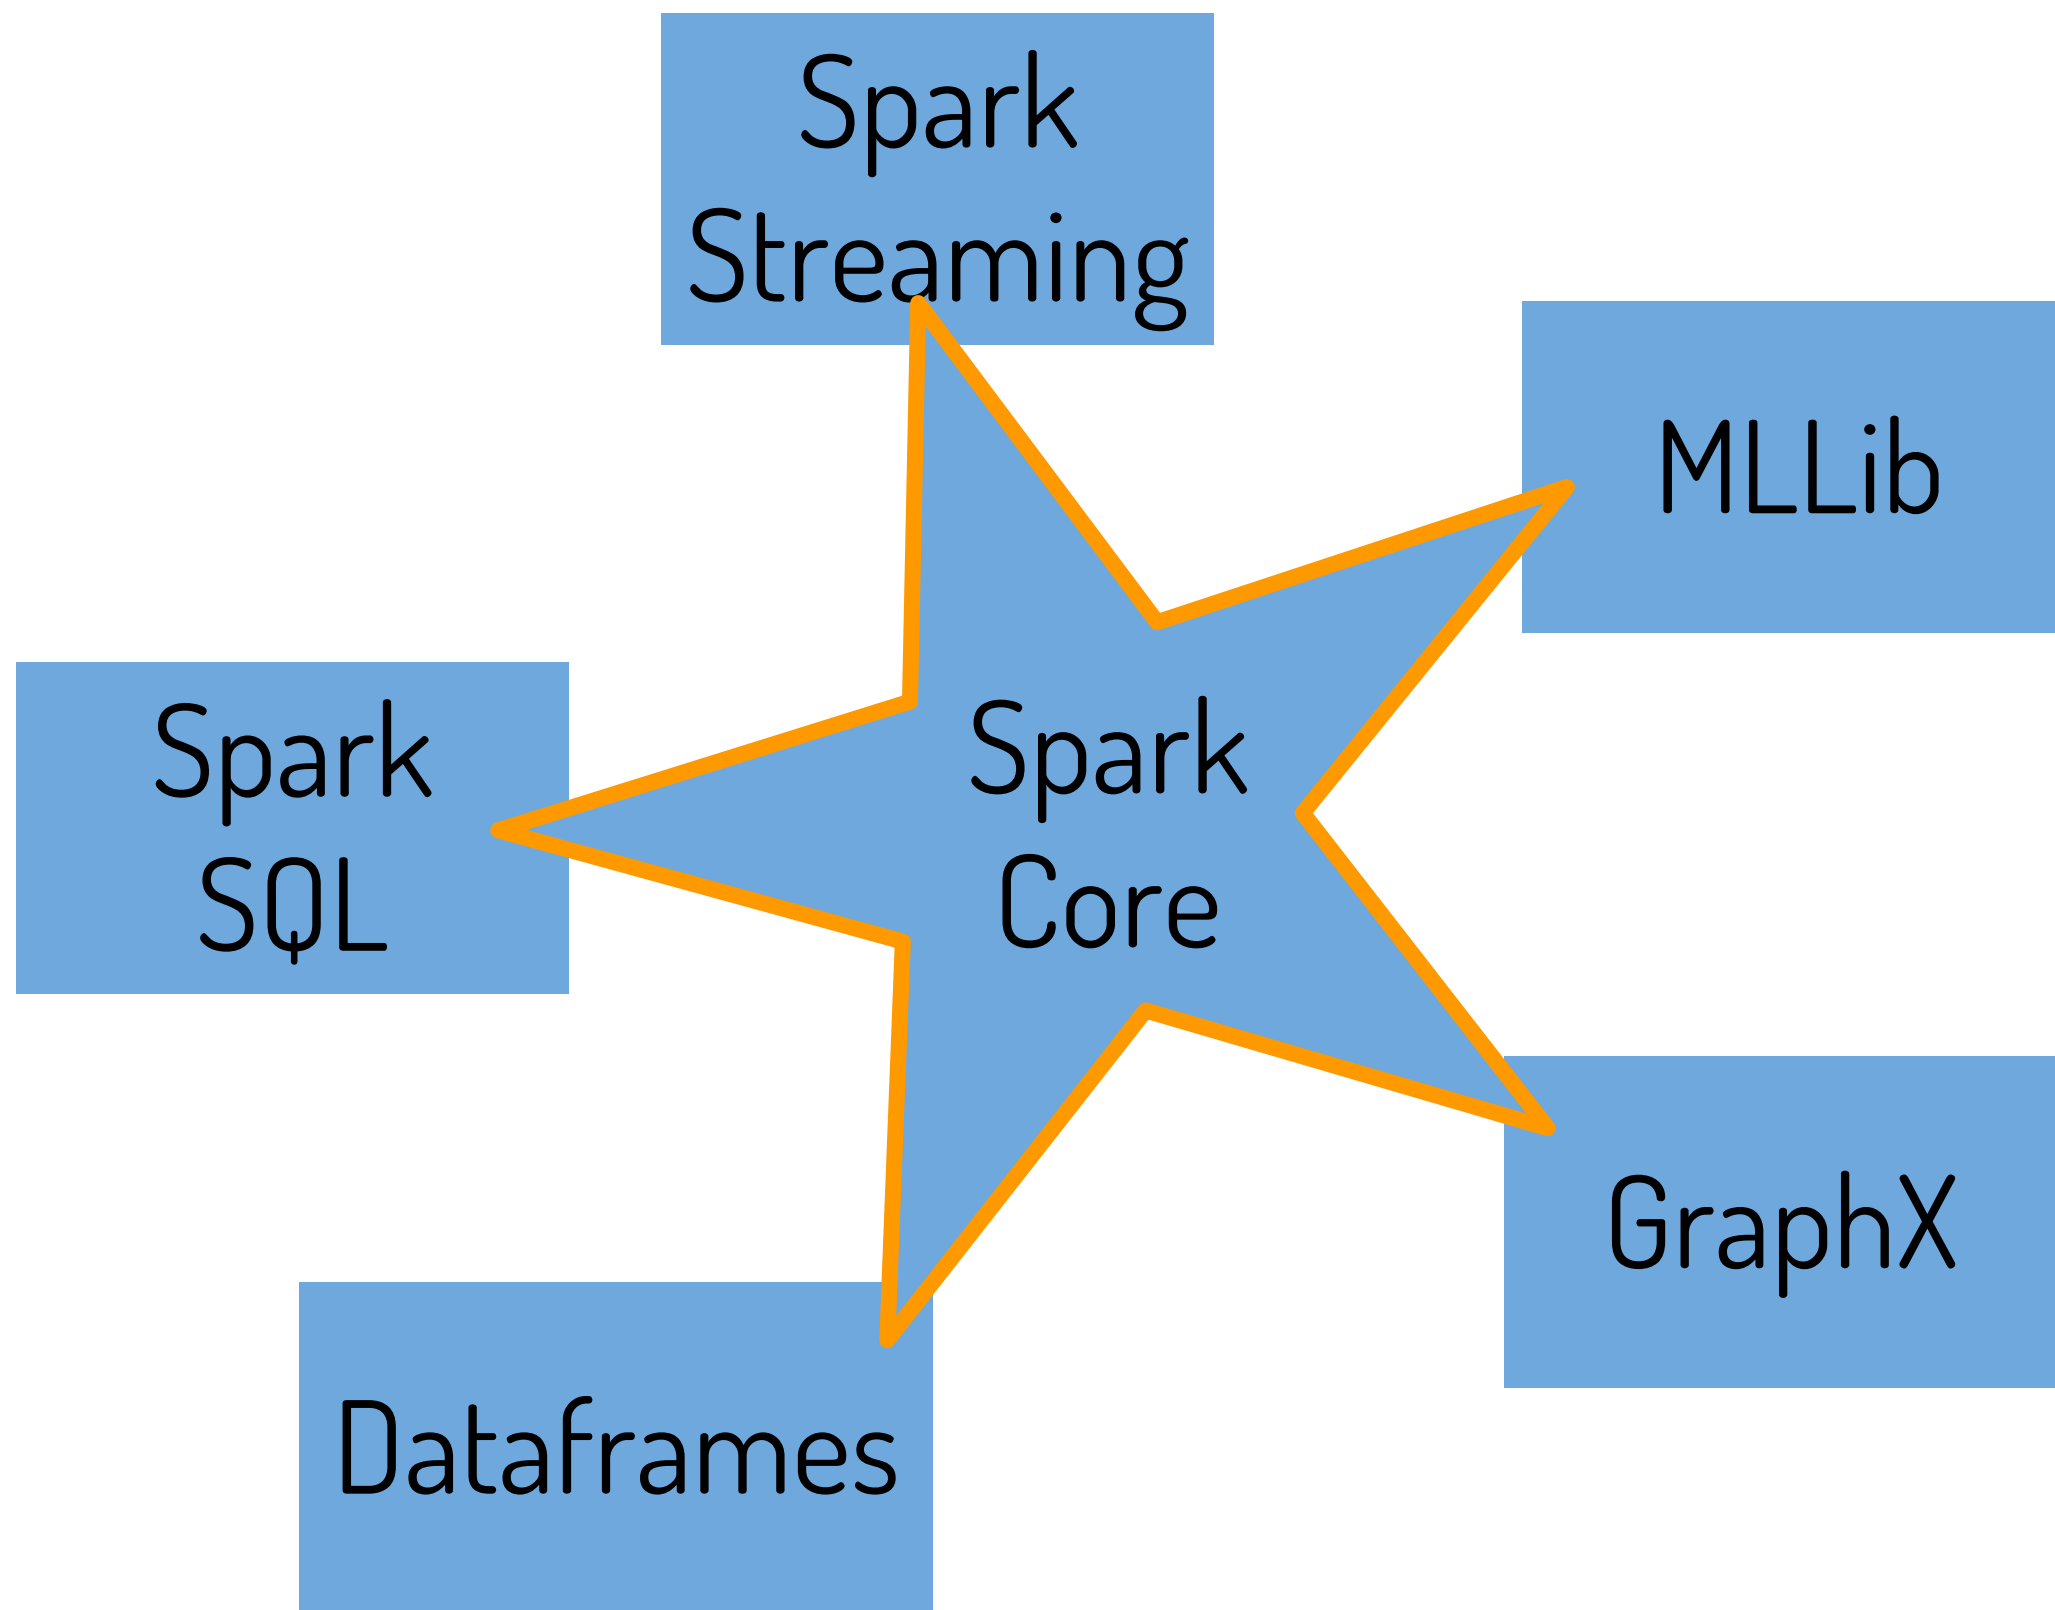 Spark
Streaming
MLLib
Spark
SQL
Spark
Core
GraphX
Dataframes